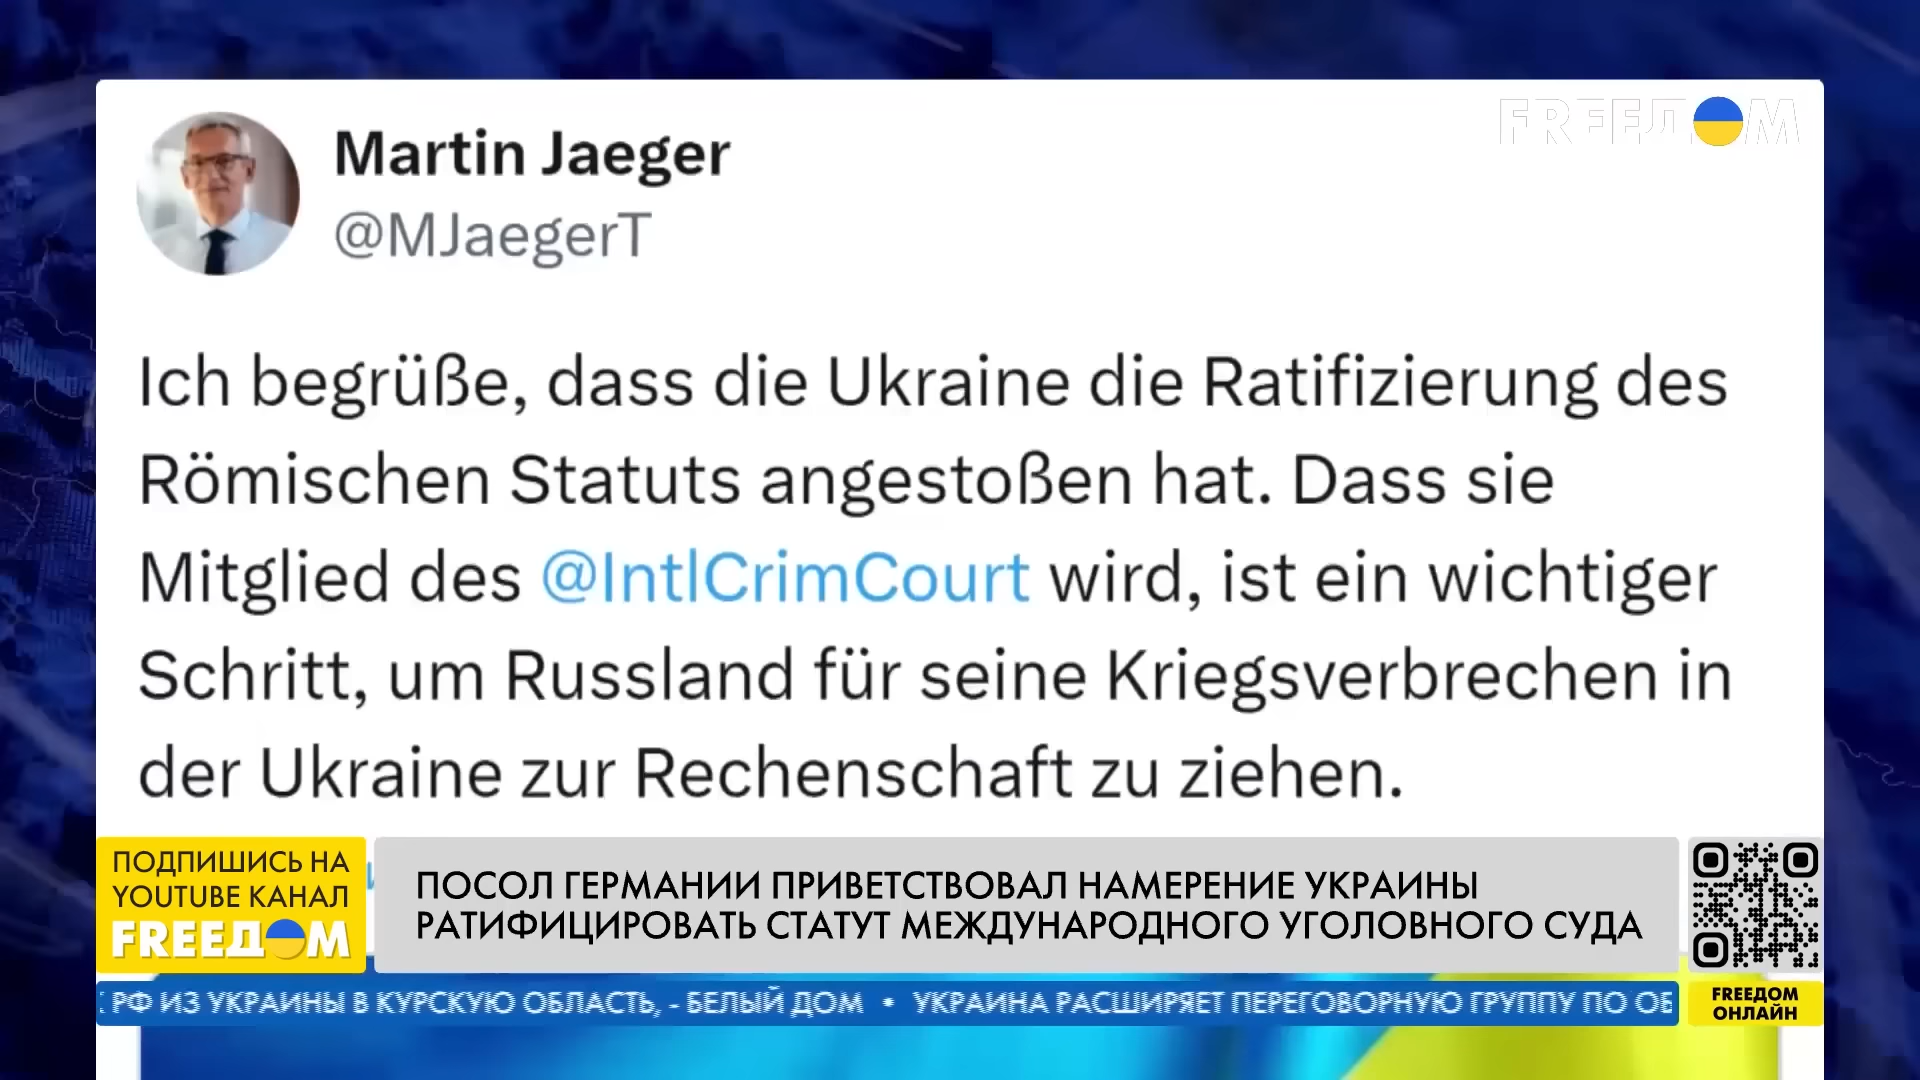 FREEДOM
Martin Jaeger
@MJaegerT
Ich begrüße, dass die Ukraine die Ratifizierung des
Römischen Statuts angestoßen hat. Dass sie
Mitglied des @IntlCrimCourt wird, ist ein wichtiger
Schritt, um Russland für seine Kriegsverbrechen in
der Ukraine zur Rechenschaft zu ziehen.
ПОДПИШИСЬ НА
YOUTUBE КАНАЛ
FREEДOM
ПОСОЛ ГЕРМАНИИ ПРИВЕТСТВОВАЛ НАМЕРЕНИЕ УКРАИНЫ
РАТИФИЦИРОВАТЬ СТАТУТ МЕЖДУНАРОДНОГО УГОЛОВНОГО СУДА
РФ ИЗ УКРАИНЫ В КУРСКУЮ ОБЛАСТЬ, - БЕЛЫЙ ДОМ • УКРАИНА РАСШИРЯЕТ ПЕРЕГОВОРНУЮ ГРУППУ ПО ОБ
FREEДOM
ОНЛАЙН